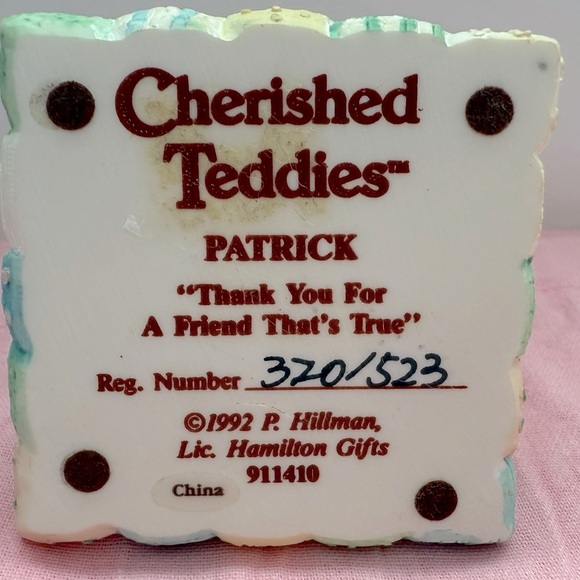 Cherished
Teddies™
PATRICK
“Thank You For
A Friend That's True”
Reg. Number 320/523
©1992 P. Hillman,
Lic. Hamilton Gifts
911410
China